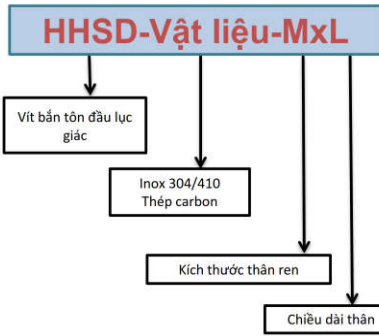 HHSD-Vật liệu-MxL
Vít bắn tôn đầu lục
giác
Inox 304/410
Thép carbon
Kích thước thân ren
Chiều dài thân